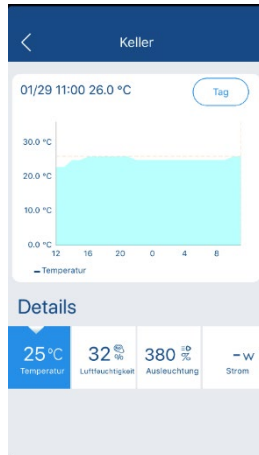 Keller
01/29 11:00 26.0 °C
Tag
30.0 °C
20.0 °C
10.0 °C
0.0 °C
12 16 20 0 4 8
Temperatur
Details
25°C 32% 380% -W
Temperatur Luftfeuchtigkeit Ausleuchtung Strom